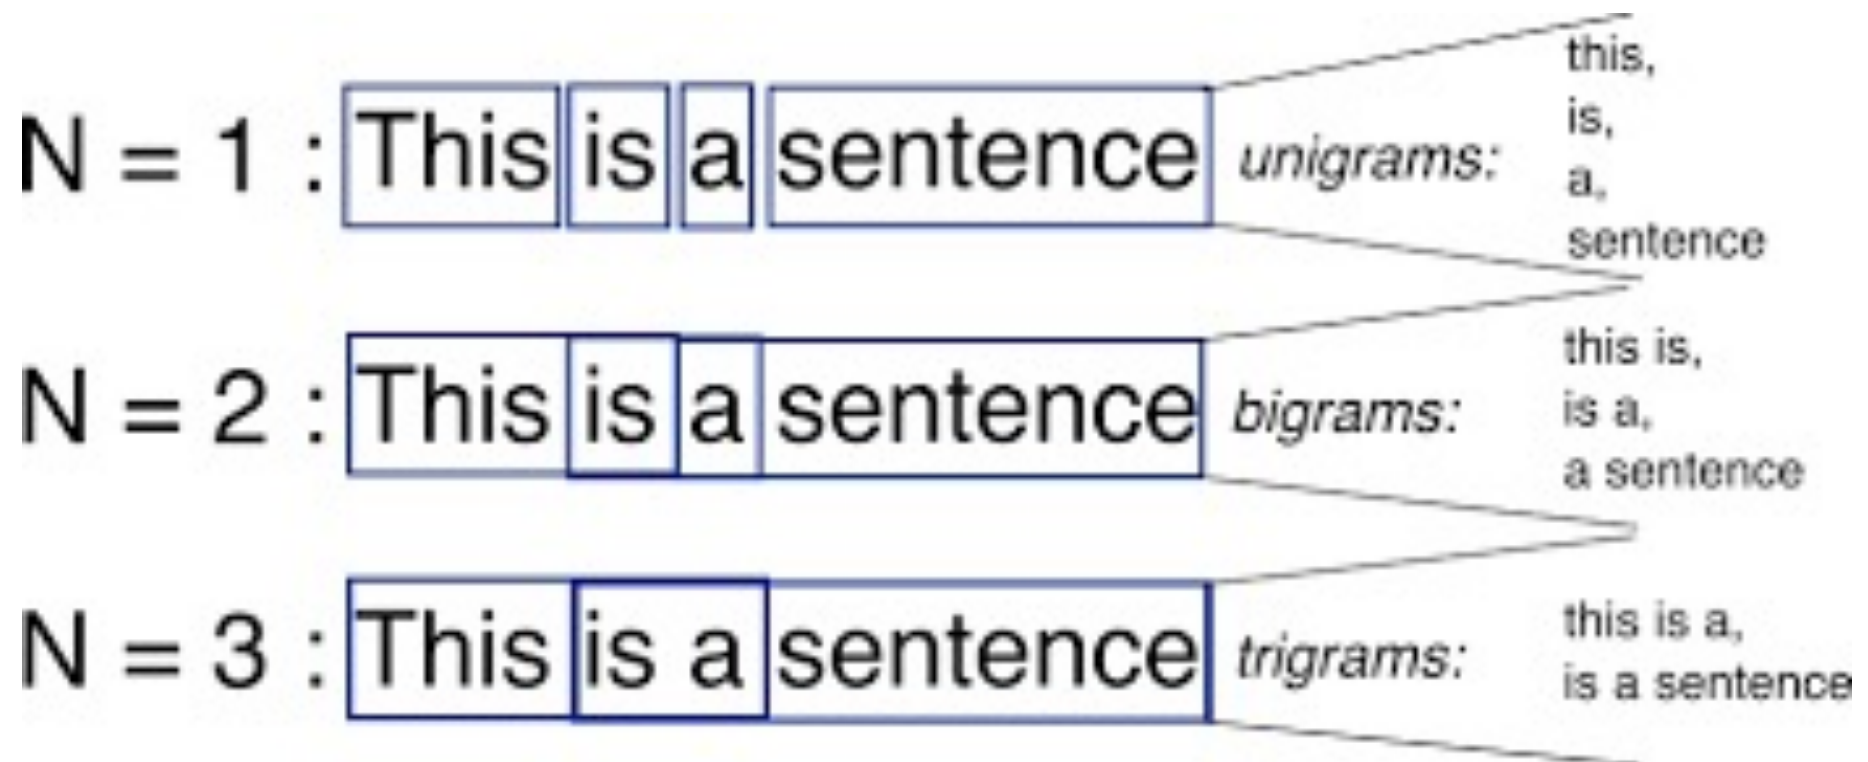 N = 1 : This is a sentence unigrams:
this,
is,
a,
sentence
N = 2 : This is a sentence bigrams:
this is,
is a,
a sentence
N = 3 : This is a sentence trigrams:
this is a,
is a sentence